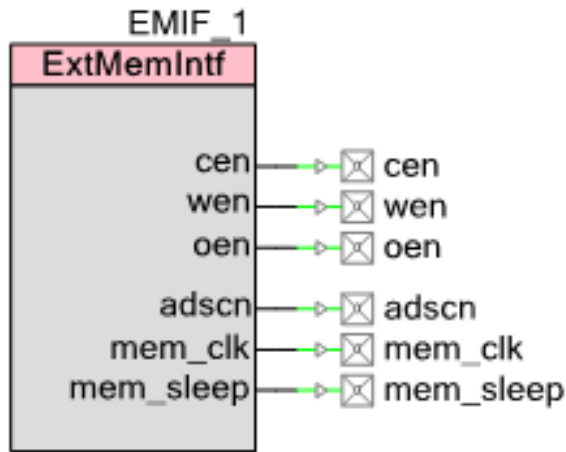 EMIF_1
ExtMemIntf
cen cen
wen wen
oen oen
adscn adscn
mem_clk mem_clk
mem_sleep mem_sleep